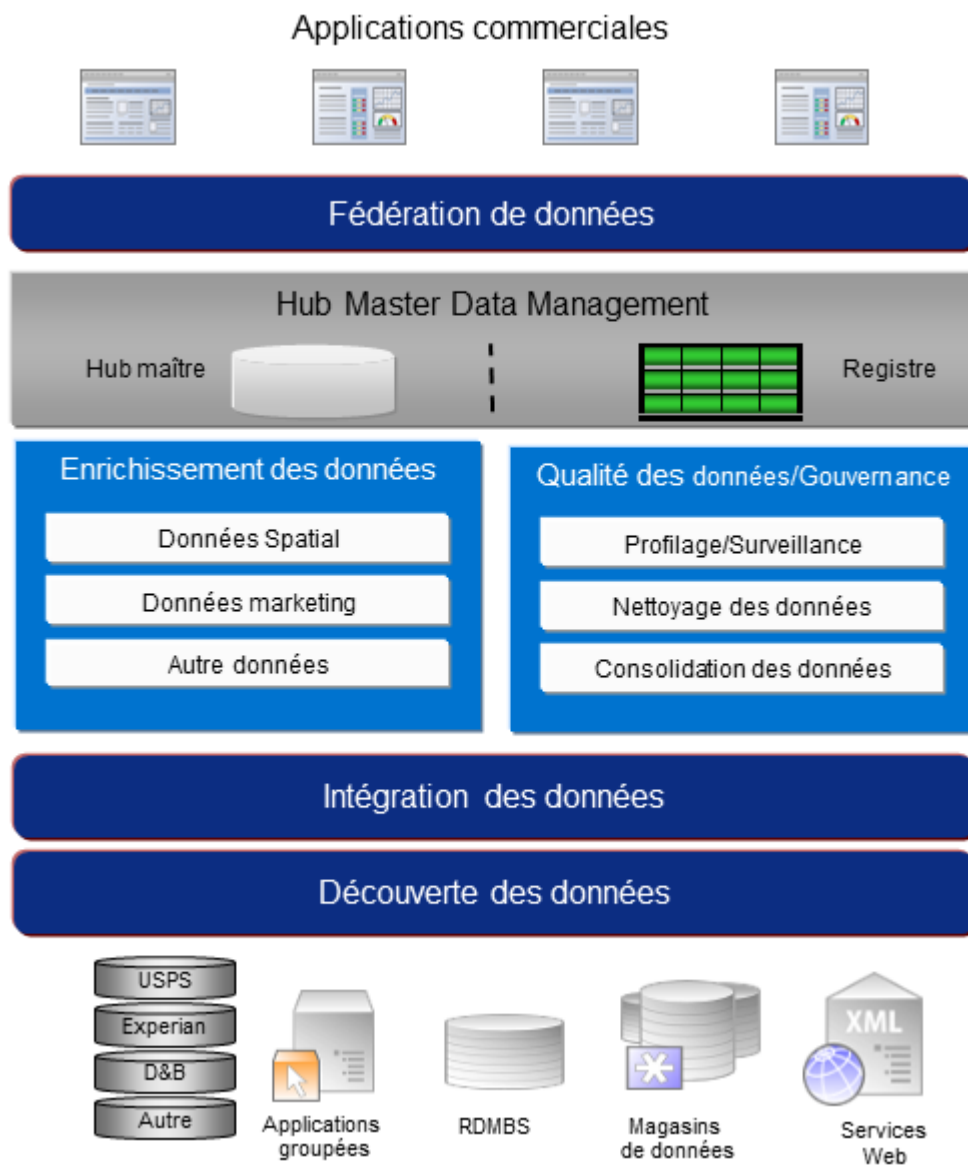 Applications commerciales
Fédération de données
Hub Master Data Management
Hub maître
Registre
Enrichissement des données
Données Spatial
Données marketing
Autre données
Qualité des données/Gouvernance
Profilage/Surveillance
Nettoyage des données
Consolidation des données
Intégration des données
Découverte des données
USPS
Experian
D&B
Autre
Applications
groupées
RDMBS
Magasins
de données
XML
Services
Web